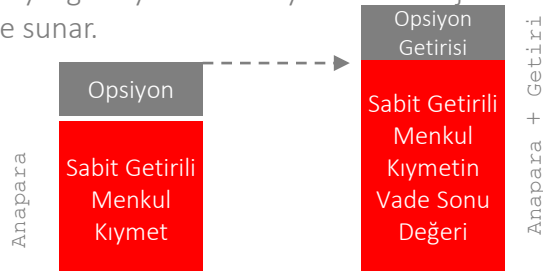 e sunar.
Opsiyon
Sabit Getirili
Menkul
Kıymet
Anapara
Opsiyon
Getirisi
Sabit Getirili
Menkul
Kıymetin
Vade Sonu
Değeri
Anapara + Getiri